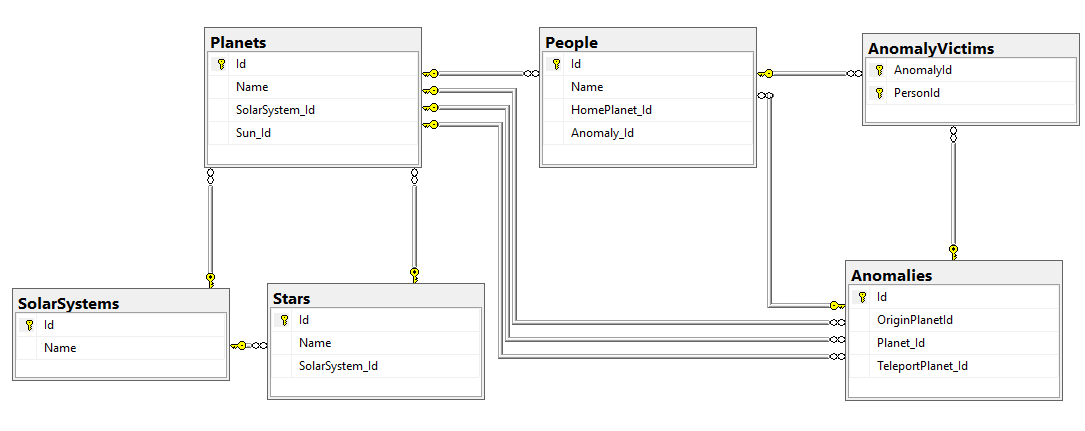 Planets
Id
Name
SolarSystem_Id
Sun_Id
People
Id
Name
HomePlanet_Id
Anomaly_Id
AnomalyVictims
AnomalyId
PersonId
SolarSystems
Id
Name
Stars
Id
Name
SolarSystem_Id
Anomalies
Id
OriginPlanetId
Planet_Id
TeleportPlanet_Id